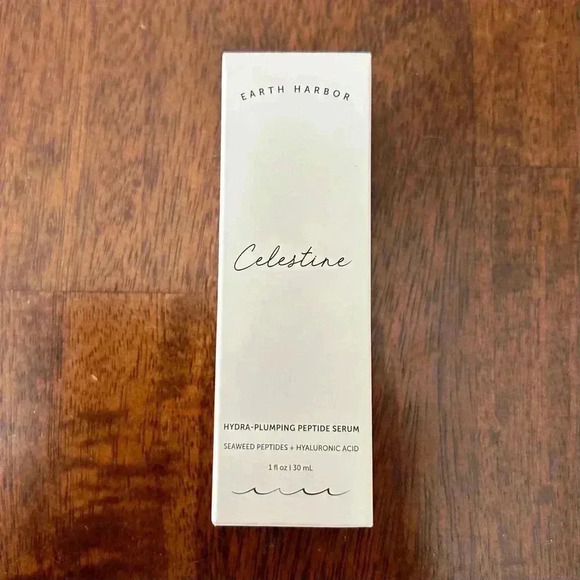 EARTH HARBOR
Celestine
HYDRA-PLUMPING PEPTIDE SERUM
SEAWEED PEPTIDES + HYALURONIC ACID
1 fl oz | 30 mL